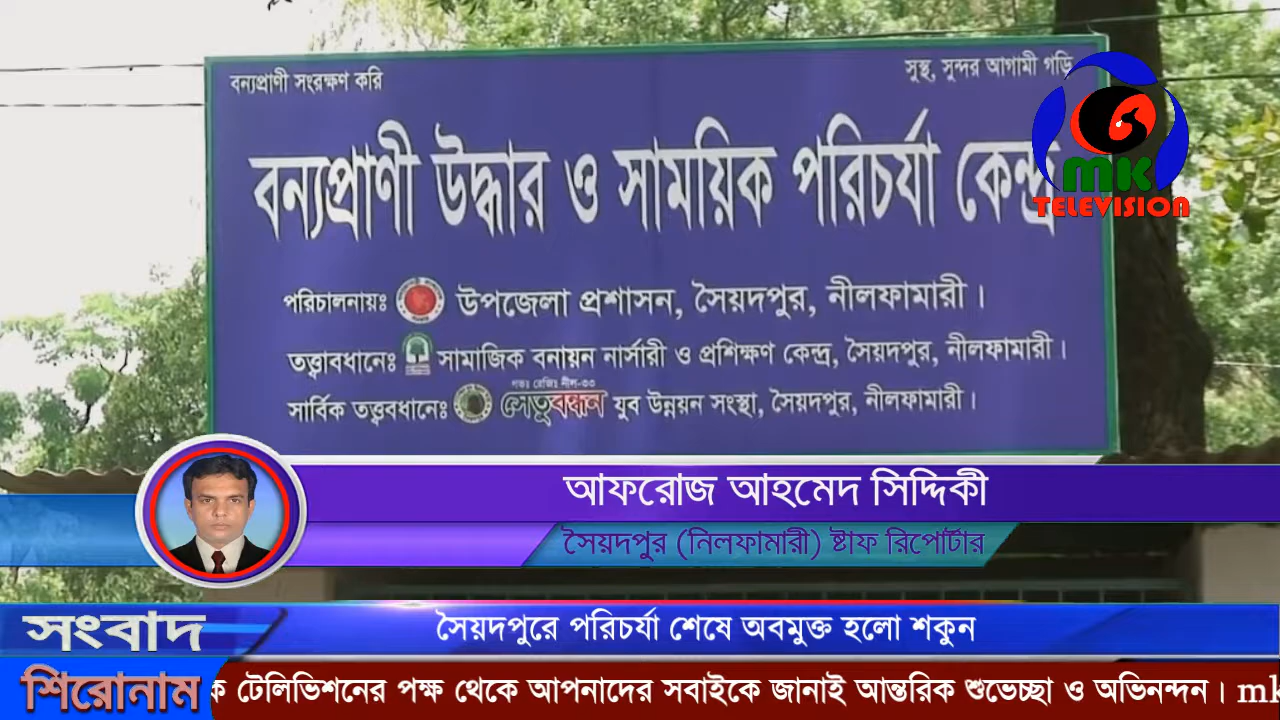 বন্যপ্রাণী সংরক্ষণ করি
সুস্থ, সুন্দর আগামী গড়ি
বন্যপ্রাণী উদ্ধার ও সাময়িক পরিচর্যা কেন্দ্র
MK
TELEVISION
পরিচালনায়ঃ উপজেলা প্রশাসন, সৈয়দপুর, নীলফামারী।
তত্ত্বাবধানেঃ সামাজিক বনায়ন নার্সারী ও প্রশিক্ষণ কেন্দ্র, সৈয়দপুর, নীলফামারী।
গভঃ রেজিঃ নীল-৩৩
সার্বিক তত্ত্ববধানেঃ সেতুবন্ধন যুব উন্নয়ন সংস্থা, সৈয়দপুর, নীলফামারী।
আফরোজ আহমেদ সিদ্দিকী
সৈয়দপুর (নিলফামারী) ষ্টাফ রিপোর্টার
সংবাদ
সৈয়দপুরে পরিচর্যা শেষে অবমুক্ত হলো শকুন
শিরোনাম
ক টেলিভিশনের পক্ষ থেকে আপনাদের সবাইকে জানাই আন্তরিক শুভেচ্ছা ও অভিনন্দন। mk